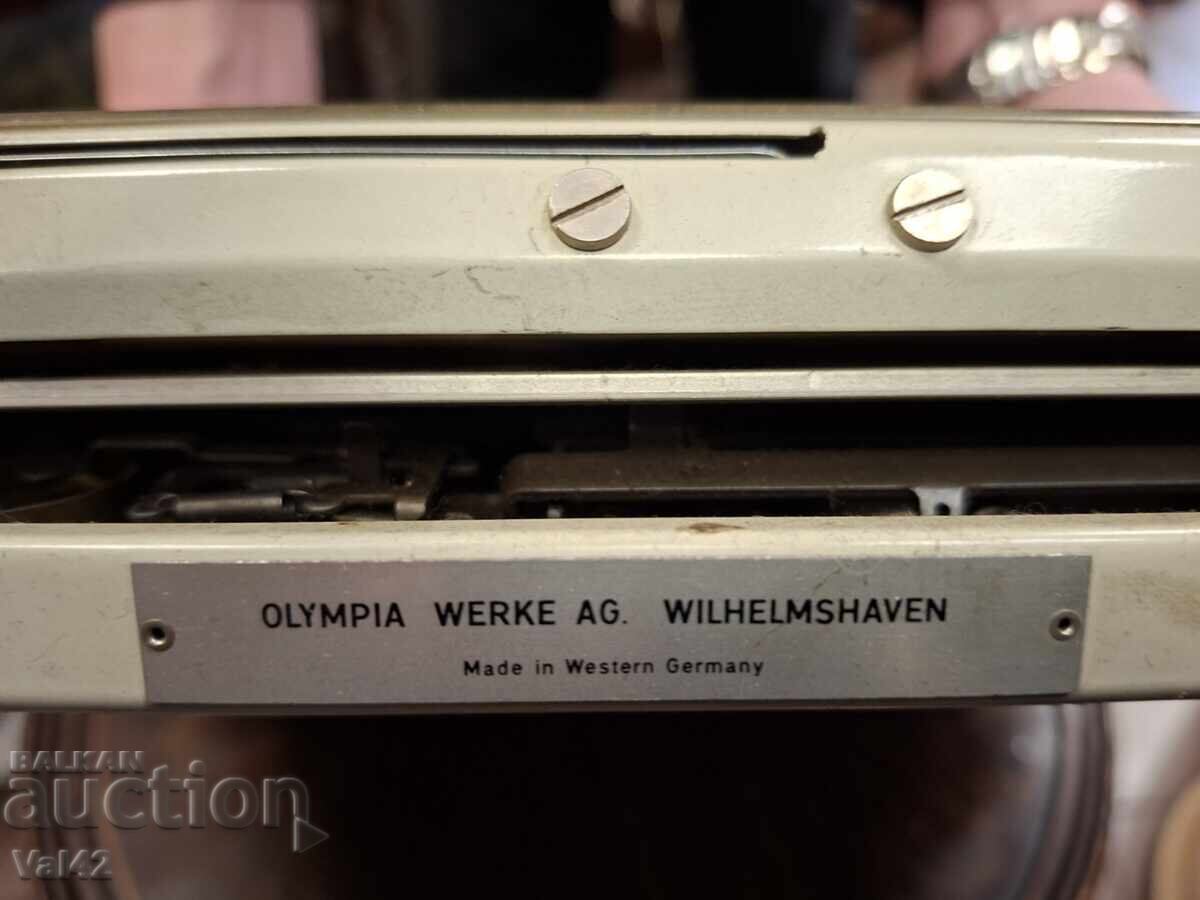 OLYMPIA WERKE AG. WILHELMSHAVEN
Made in Western Germany
BALKAN
auction
Val42